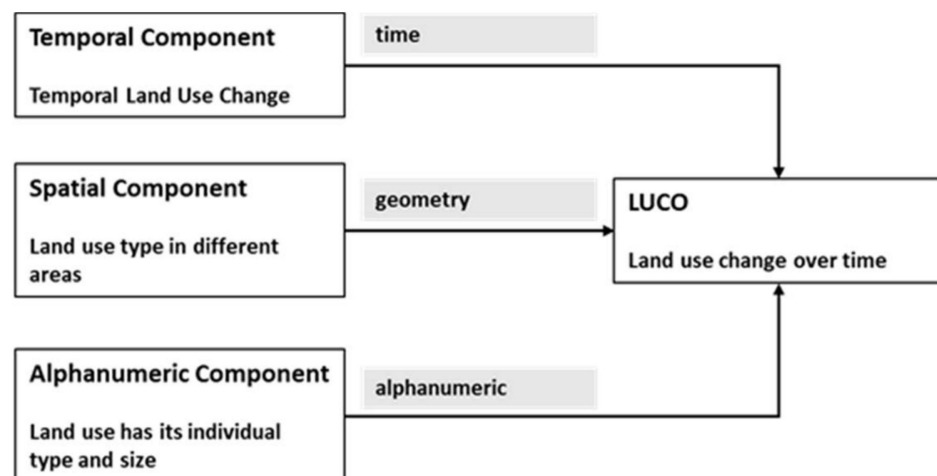 Temporal Component
Temporal Land Use Change
time
Spatial Component
Land use type in different
areas
geometry
LUCO
Land use change over time
Alphanumeric Component
Land use has its individual
type and size
alphanumeric